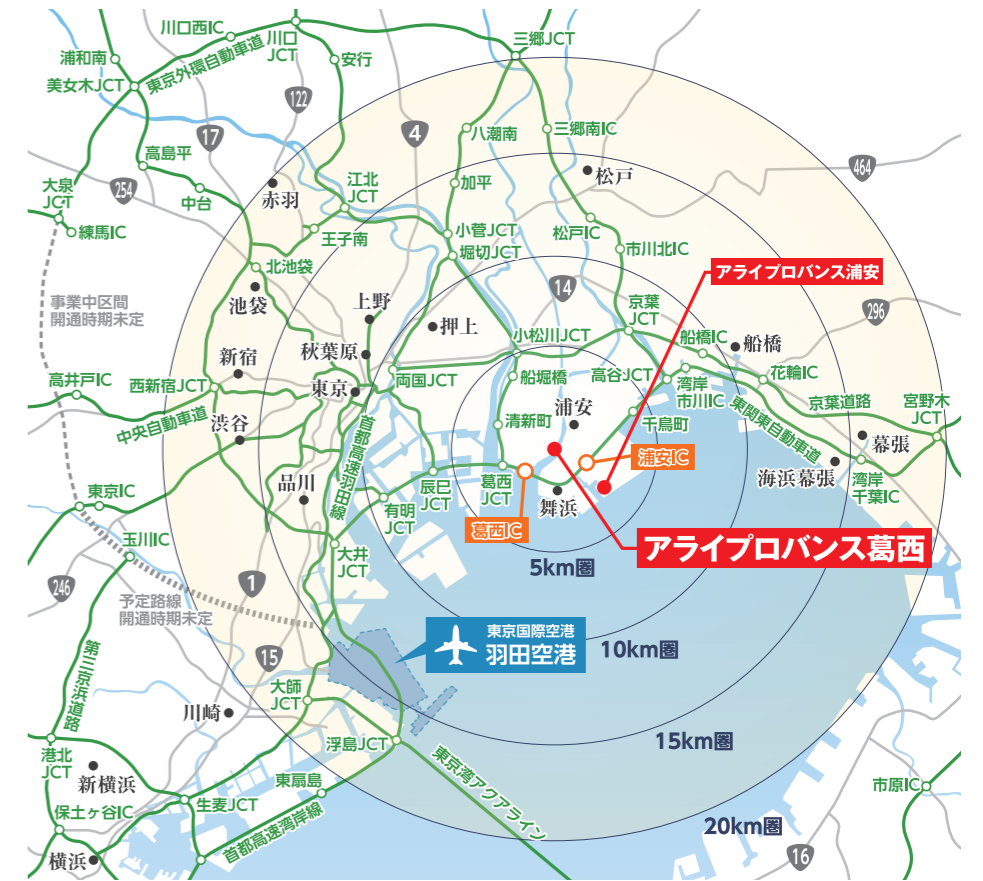 川口西IC
川口
JCT
三郷JCT
浦和南
東京外環自動車道
安行
美女木JCT
122
17
4
八潮南
三郷南IC
高島平
464
大泉
JCT
254
中台
赤羽
江北
JCT
加平
松戸
練馬IC
王子南
小菅JCT
松戸IC
堀切JCT
市川北IC
北池袋
アライプロバンス浦安
14
事業中区間
開通時期未定
池袋
上野
押上
京葉
JCT
296
小松川JCT
船橋IC
船橋
新宿
秋葉原
高井戸IC
西新宿JCT
東京
両国JCT
船堀橋
高谷JCT
湾岸
市川IC
花輪IC
中央自動車道
渋谷
首都高速羽田線
清新町
浦安
千鳥町
東関東自動車道
京葉道路
宮野木
JCT
幕張
浦安IC
海浜幕張
湾岸
千葉IC
東京IC
品川
辰巳
JCT
葛西
JCT
有明
JCT
舞浜
葛西IC
玉川IC
大井
JCT
アライプロバンス葛西
5km圏
246
1
予定路線
開通時期未定
東京国際空港
羽田空港
10km圏
15
第三京浜道路
大師
JCT
川崎
浮島JCT
15km圏
港北
JCT
新横浜
東扇島
東京湾アクアライン
市原IC
保土ヶ谷IC
生麦JCT
首都高速湾岸線
20km圏
16
横浜